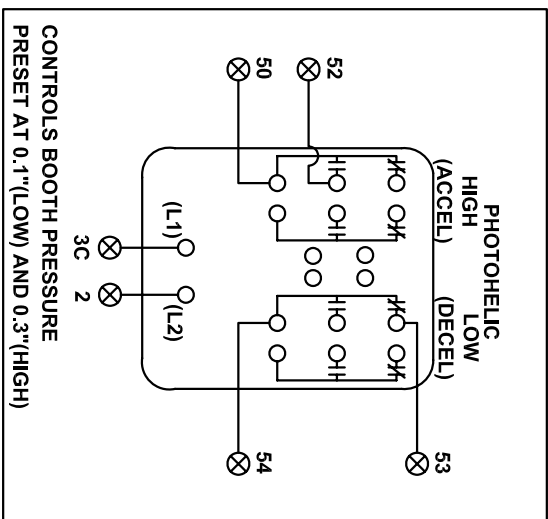 PHOTOHELIC
HIGH LOW
(ACCEL) (DECEL)
52
50
53
54
(L1) (L2)
3C 2
CONTROLS BOOTH PRESSURE
PRESET AT 0.1"(LOW) AND 0.3"(HIGH)